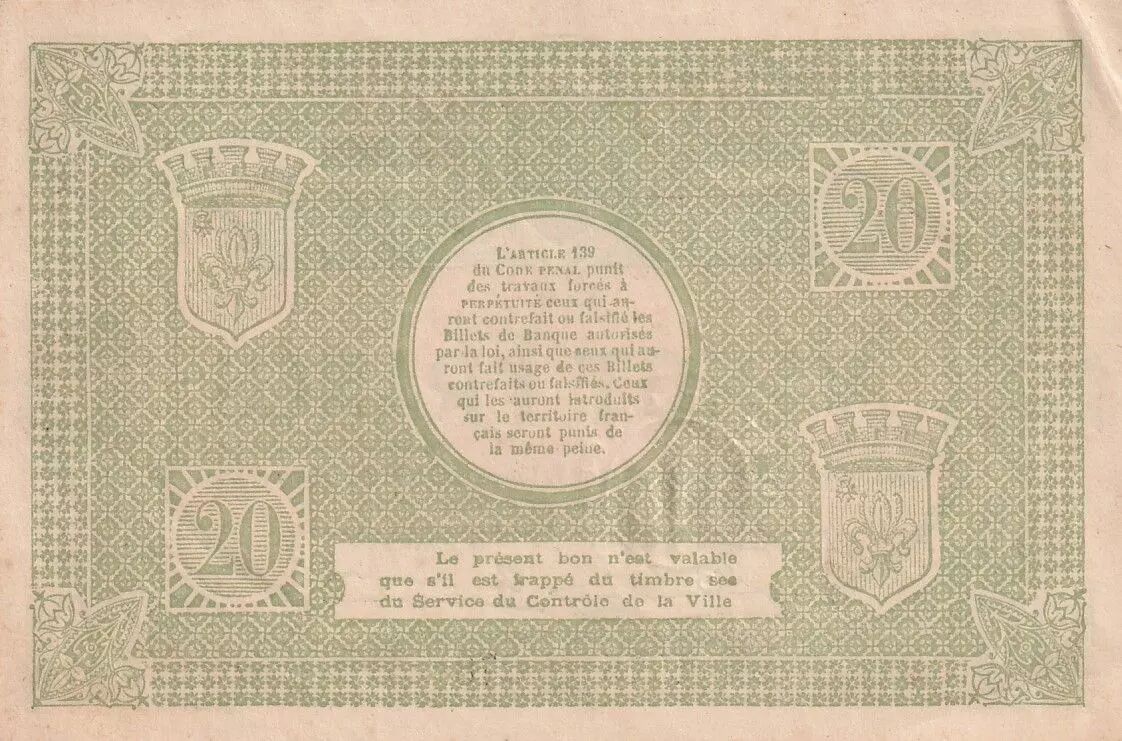 20
L'ARTICLE 139
du CODE PENAL punit
des travaux forcés à
PERPÉTUITÉ ceux qui au-
ront contrefait ou falsifié les
Billets de Banque autorisés
par la loi, ainsi que ceux qui au-
ront fait usage de ces Billets
contrefaits ou falsifiés. Ceux
qui les auront introduits
sur le territoire fran-
çais seront punis de
la même peine.
20
Le présent bon n'est valable
que s'il est frappé du timbre sec
du Service du Contrôle de la Ville